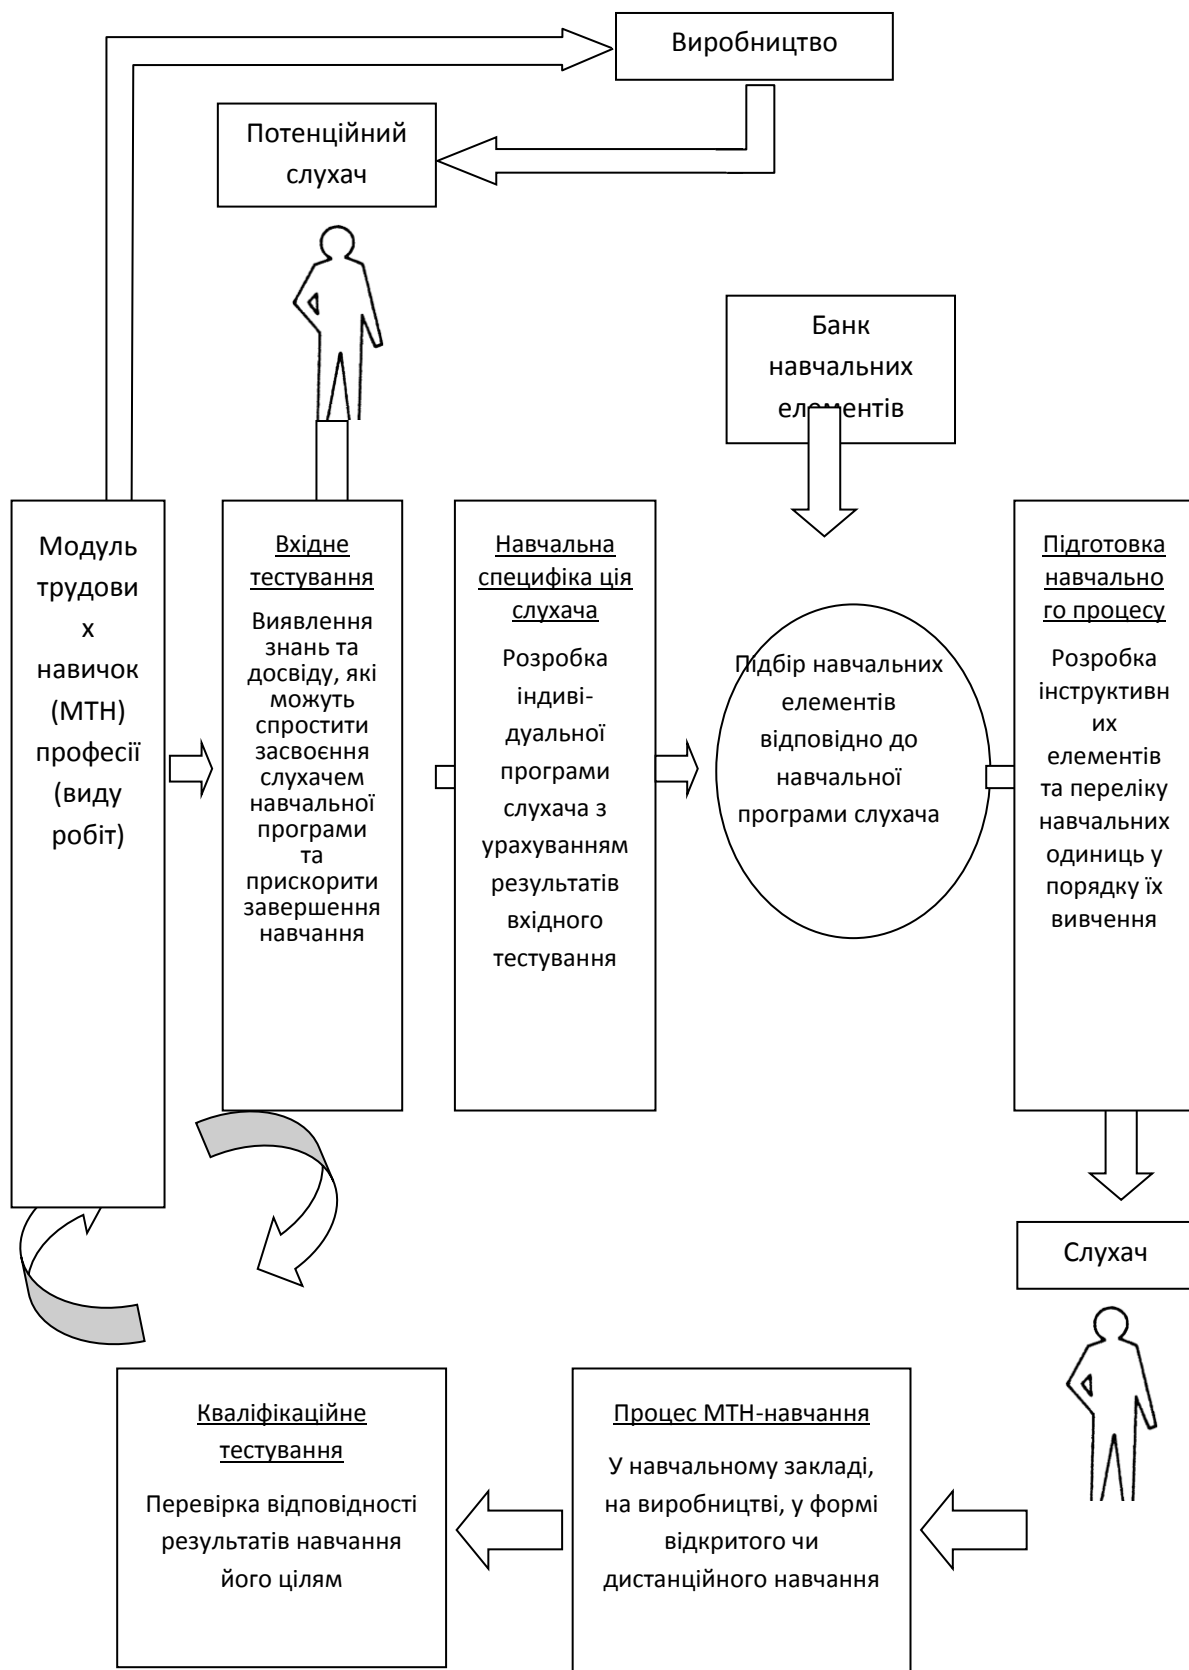 Виробництво
Потенційний
слухач
Банк
навчальних
елементів
Модуль
трудови
х
навичок
(МТН)
професії
(виду
робіт)
Вхідне
тестування
Виявлення
знань та
досвіду, які
можуть
спростити
засвоєння
слухачем
навчальної
програми
та
прискорити
завершення
навчання
Навчальна
специфіка ція
слухача
Розробка
індиві-
дуальної
програми
слухача з
урахуванням
результатів
вхідного
тестування
Підбір навчальних
елементів
відповідно до
навчальної
програми слухача
Підготовка
навчально
го процесу
Розробка
інструктивн
их
елементів
та переліку
навчальних
одиниць у
порядку їх
вивчення
Слухач
Кваліфікаційне
тестування
Перевірка відповідності
результатів навчання
його цілям
Процес МТН-навчання
У навчальному закладі,
на виробництві, у формі
відкритого чи
дистанційного навчання